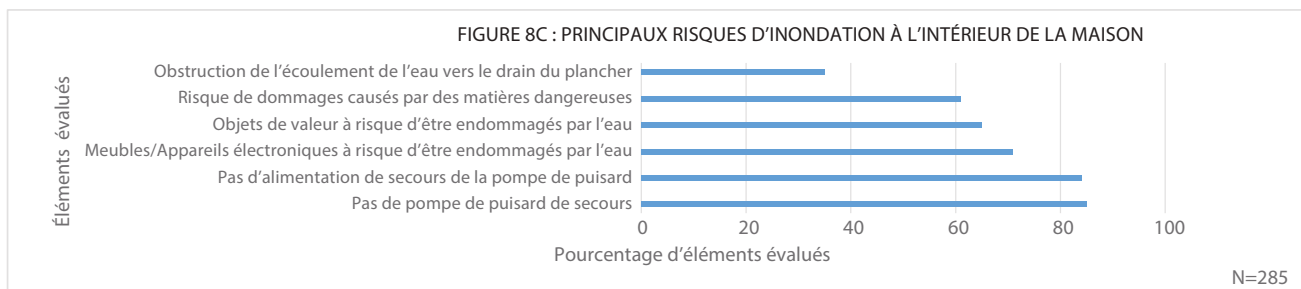 FIGURE 8C : PRINCIPAUX RISQUES D’INONDATION À L’INTÉRIEUR DE LA MAISON
Éléments évalués
Obstruction de l’écoulement de l’eau vers le drain du plancher
Risque de dommages causés par des matières dangereuses
Objets de valeur à risque d’être endommagés par l’eau
Meubles/Appareils électroniques à risque d’être endommagés par l’eau
Pas d’alimentation de secours de la pompe de puisard
Pas de pompe de puisard de secours
0 20 40 60 80 100
Pourcentage d’éléments évalués
N=285